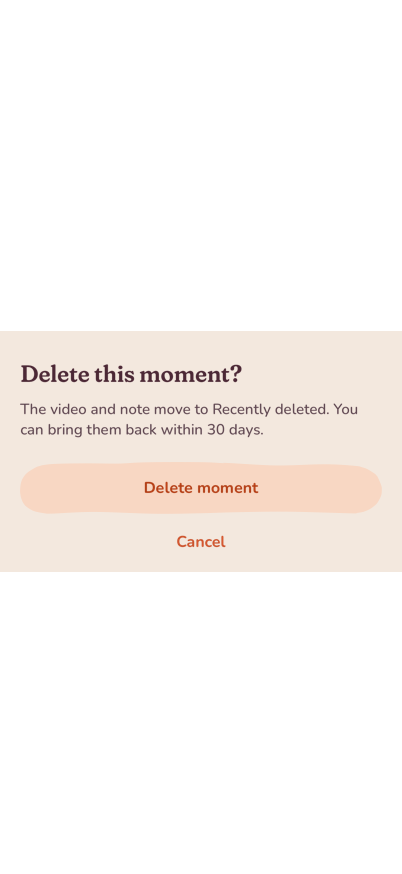 Delete this moment?
The video and note move to Recently deleted. You
can bring them back within 30 days.
Delete moment
Cancel